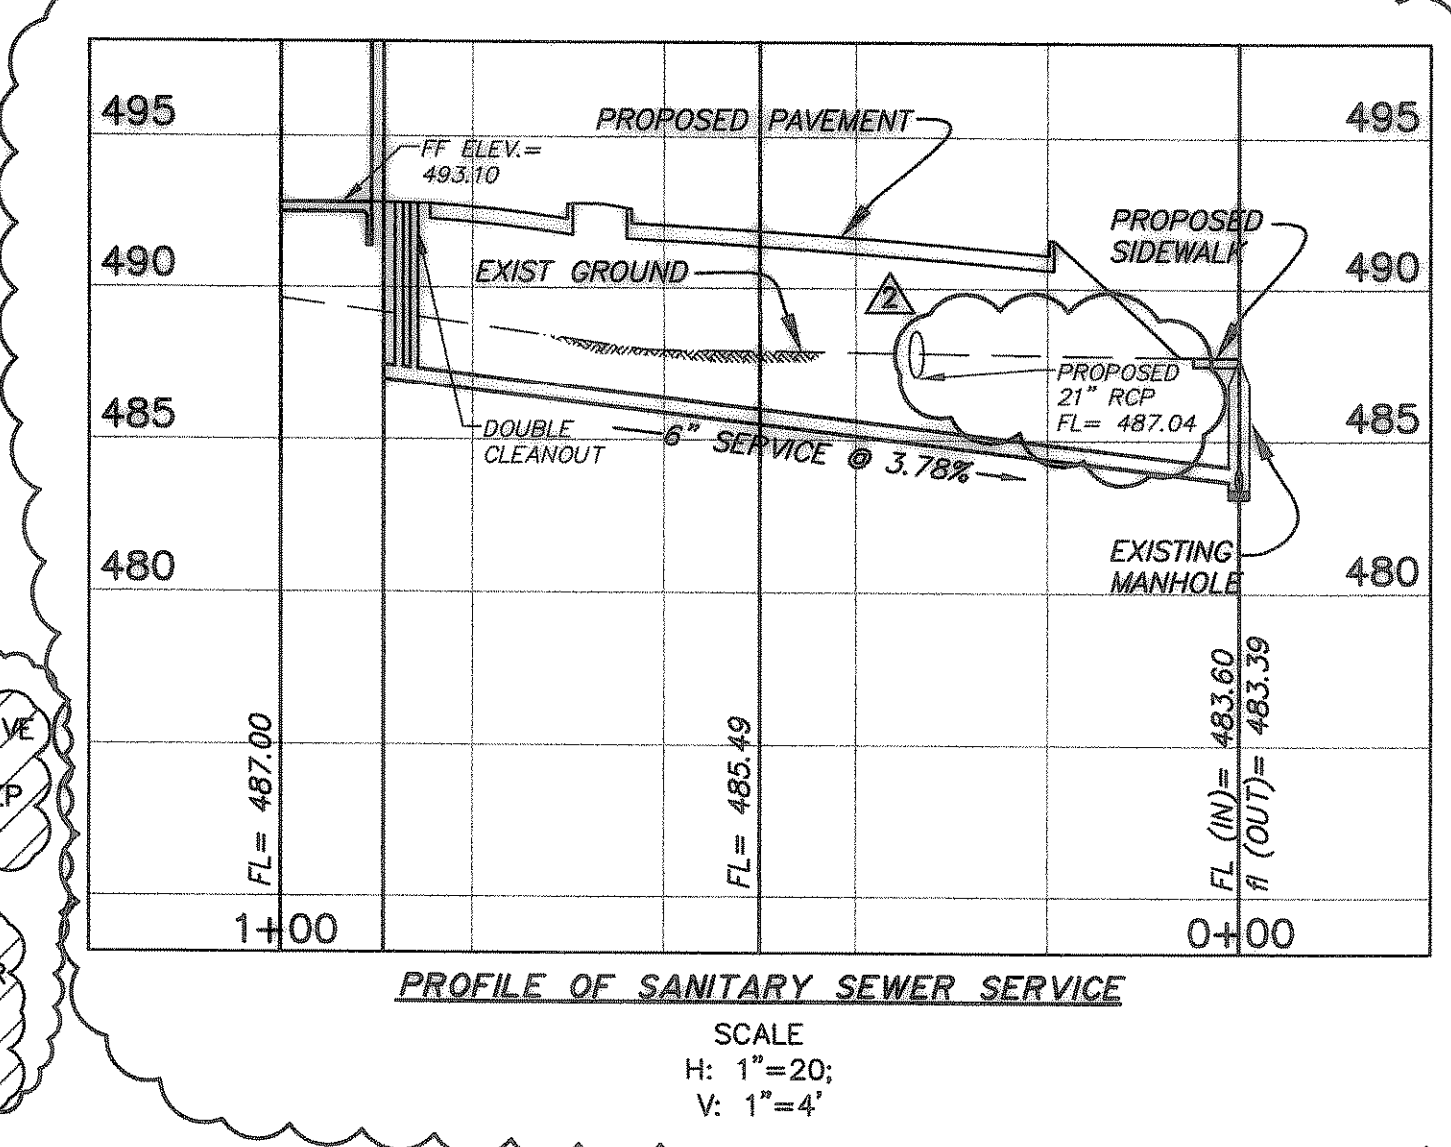 495
PROPOSED PAVEMENT
495
FF ELEV.=
493.10
PROPOSED
SIDEWALK
490
EXIST GROUND
490
2
PROPOSED
21" RCP
FL= 487.04
485
485
DOUBLE
CLEANOUT
6" SERVICE @ 3.78%
EXISTING
MANHOLE
480
480
FL= 487.00
FL= 485.49
FL (IN)= 483.60
fl (OUT)= 483.39
VE
P
R
1+00
0+00
PROFILE OF SANITARY SEWER SERVICE
SCALE
H: 1"=20;
V: 1"=4'